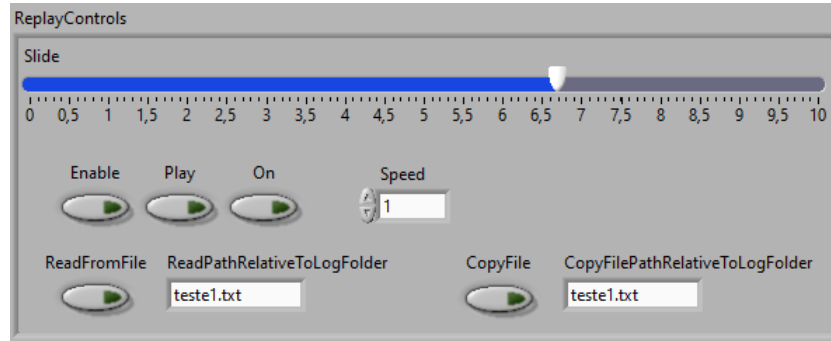 ReplayControls
Slide
0 0,5 1 1,5 2 2,5 3 3,5 4 4,5 5 5,5 6 6,5 7 7,5 8 8,5 9 9,5 10
Enable Play On Speed
1
ReadFromFile ReadPathRelativeToLogFolder CopyFile CopyFilePathRelativeToLogFolder
teste1.txt teste1.txt